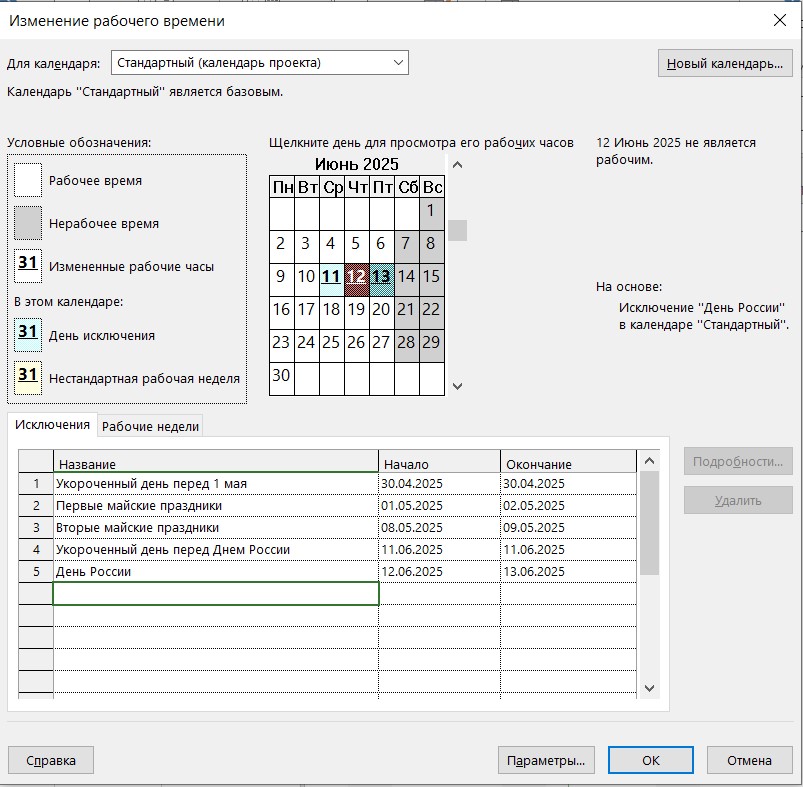 Изменение рабочего времени
Для календаря: Стандартный (календарь проекта) Новый календарь...
Календарь "Стандартный" является базовым.
Условные обозначения:
Рабочее время
Нерабочее время
31 Измененные рабочие часы
В этом календаре:
31 День исключения
31 Нестандартная рабочая неделя
Щелкните день для просмотра его рабочих часов
Июнь 2025
Пн Вт Ср Чт Пт Сб Вс
1
2 3 4 5 6 7 8
9 10 11 12 13 14 15
16 17 18 19 20 21 22
23 24 25 26 27 28 29
30
12 Июнь 2025 не является
рабочим.
На основе:
Исключение "День России"
в календаре "Стандартный".
Исключения Рабочие недели
Название Начало Окончание
1 Укороченный день перед 1 мая 30.04.2025 30.04.2025
2 Первые майские праздники 01.05.2025 02.05.2025
3 Вторые майские праздники 08.05.2025 09.05.2025
4 Укороченный день перед Днем России 11.06.2025 11.06.2025
5 День России 12.06.2025 13.06.2025
Подробности...
Удалить
Справка Параметры... ОК Отмена